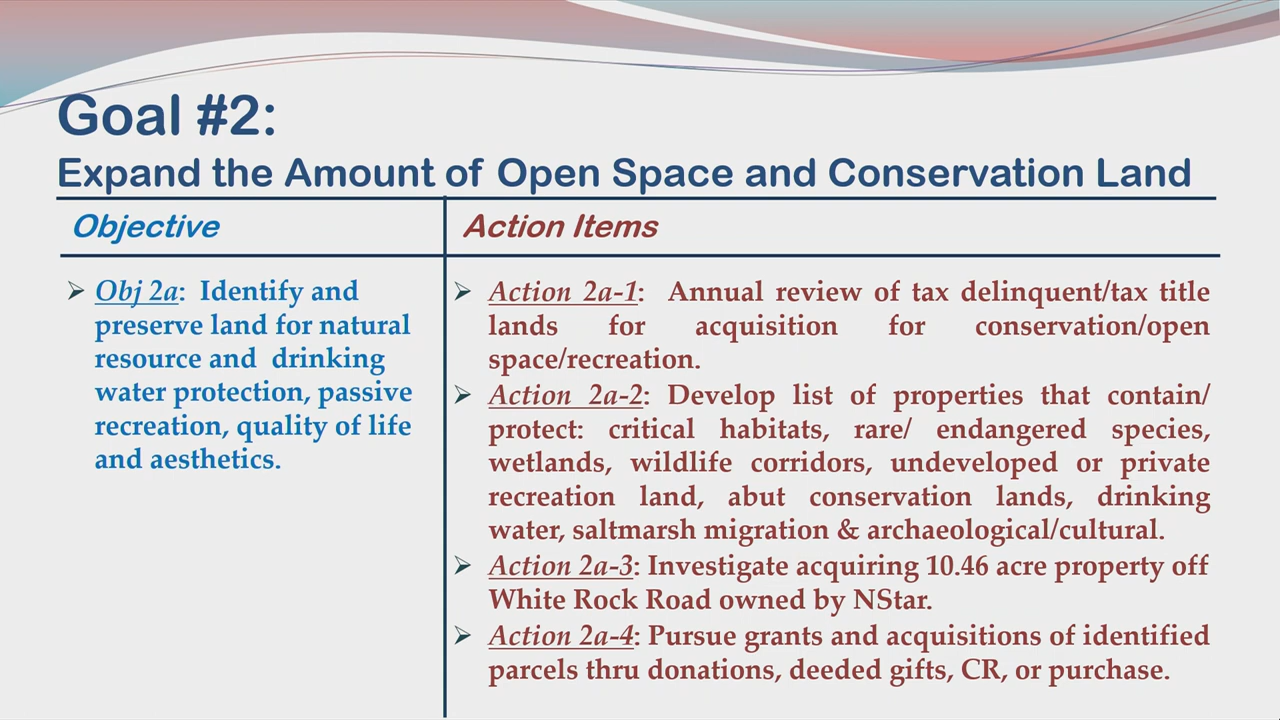 Goal #2:
Expand the Amount of Open Space and Conservation Land
Objective
Action Items
Obj 2a: Identify and
preserve land for natural
resource and drinking
water protection, passive
recreation, quality of life
and aesthetics.
Action 2a-1: Annual review of tax delinquent/tax title
lands for acquisition for conservation/open
space/recreation.
Action 2a-2: Develop list of properties that contain/
protect: critical habitats, rare/ endangered species,
wetlands, wildlife corridors, undeveloped or private
recreation land, abut conservation lands, drinking
water, saltmarsh migration & archaeological/cultural.
Action 2a-3: Investigate acquiring 10.46 acre property off
White Rock Road owned by NStar.
Action 2a-4: Pursue grants and acquisitions of identified
parcels thru donations, deeded gifts, CR, or purchase.